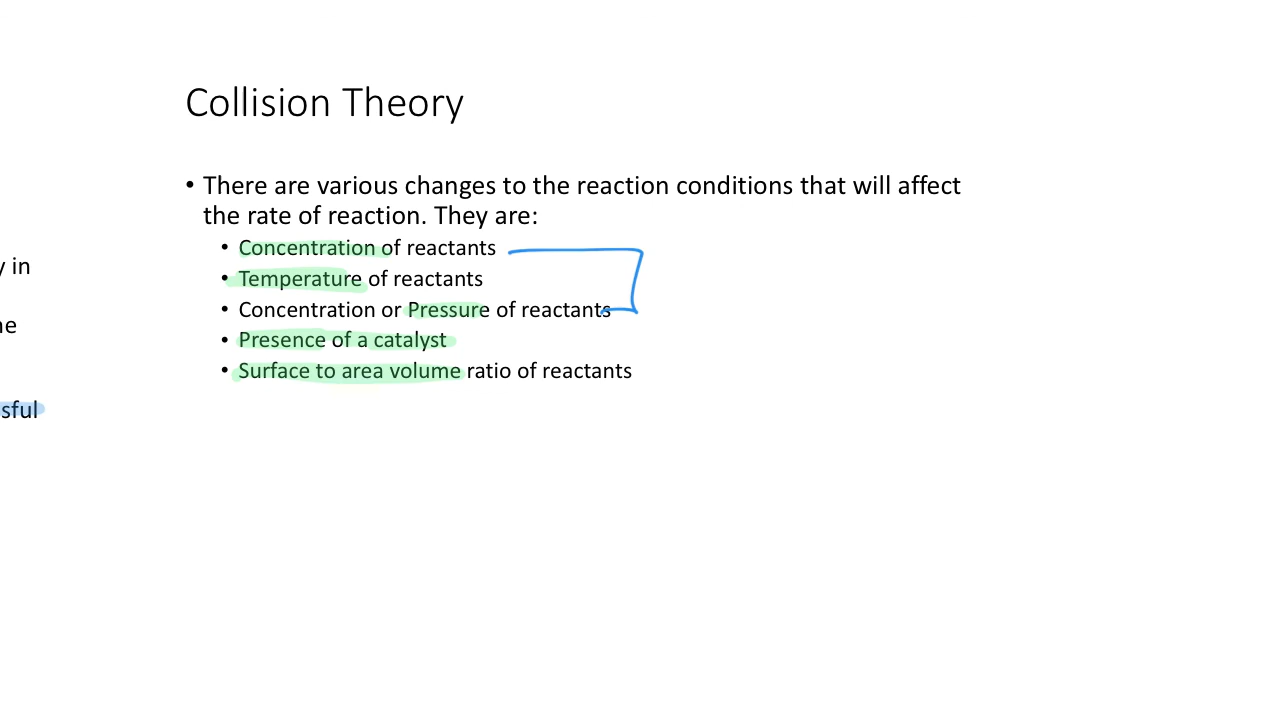 Collision Theory
• There are various changes to the reaction conditions that will affect
the rate of reaction. They are:
• Concentration of reactants
• Temperature of reactants
• Concentration or Pressure of reactants
• Presence of a catalyst
• Surface to area volume ratio of reactants
in
sful